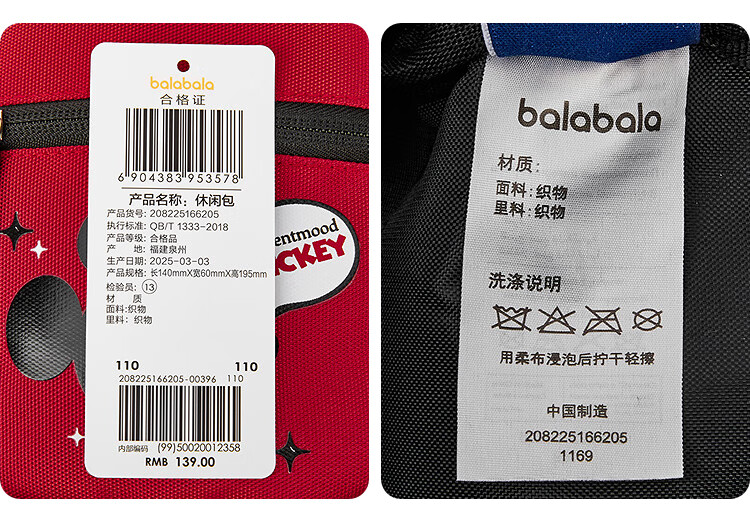 balabala
合格证
6 904383 953578
产品名称：休闲包
产品货号：208225166205
执行标准：QB/T 1333-2018
产品等级：合格品
产　　地：福建泉州
生产日期：2025-03-03
产品规格：长140mmX宽60mmX高195mm
检验员：⑬
材　　质
面料:织物
里料：织物
110 110
208225166205-00396 110
内部编码 (99)50020012358
RMB 139.00
entmood
CKEY
balabala
材质：
面料：织物
里料：织物
洗涤说明
用柔布浸泡后拧干轻擦
中国制造
208225166205
1169